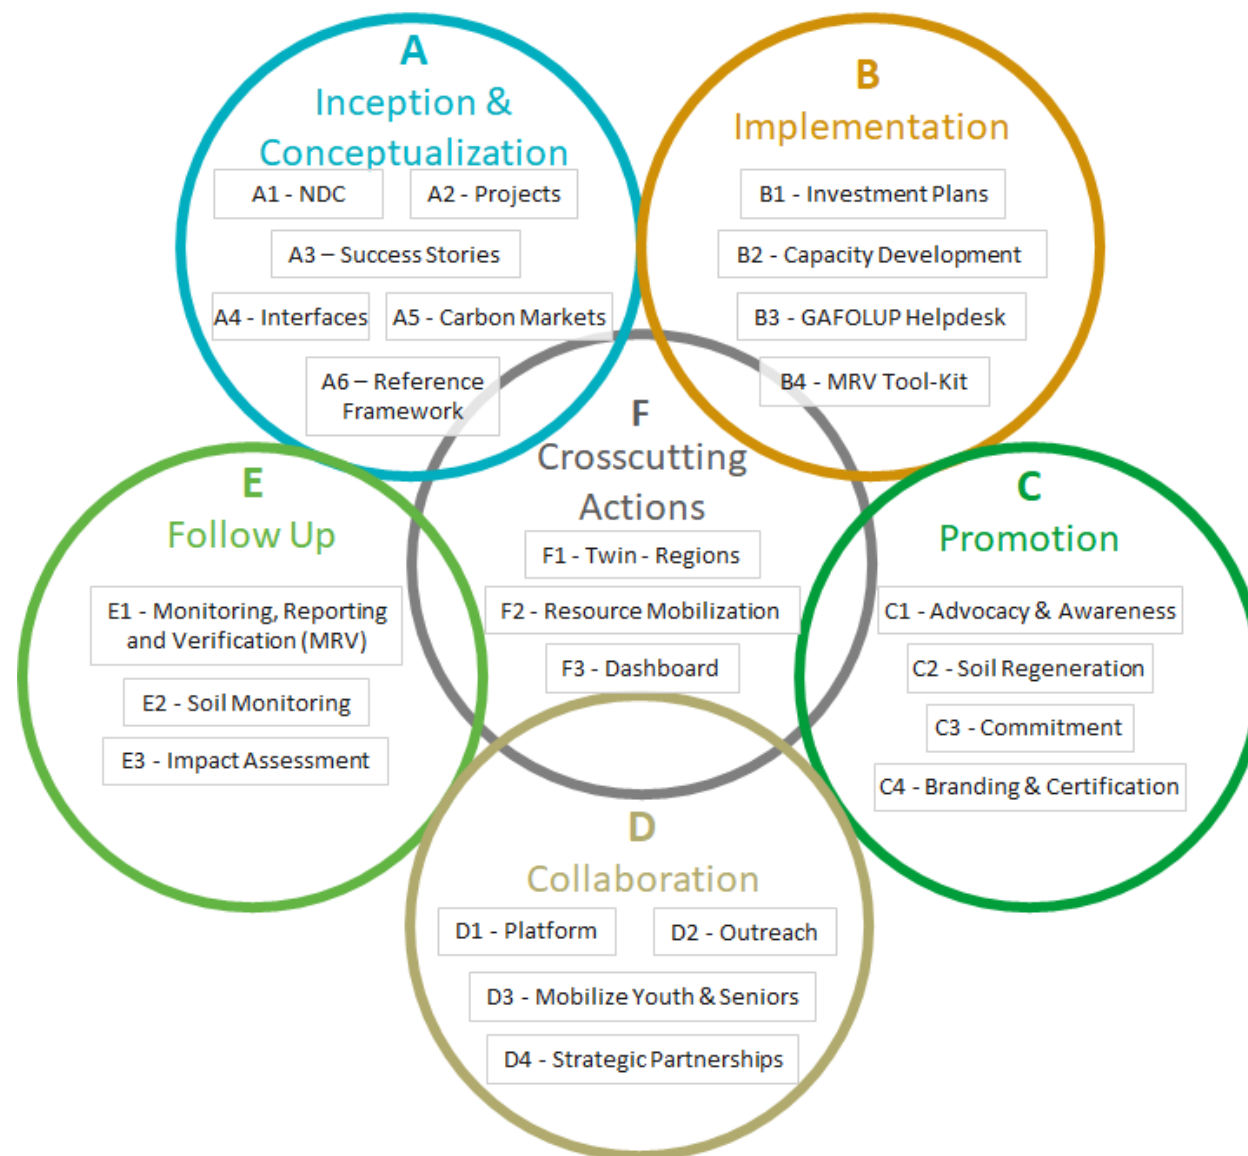 A
Inception &
Conceptualization
A1 - NDC
A2 - Projects
A3 – Success Stories
A4 - Interfaces
A5 - Carbon Markets
A6 – Reference
Framework
B
Implementation
B1 - Investment Plans
B2 - Capacity Development
B3 - GAFOLUP Helpdesk
B4 - MRV Tool-Kit
F
Crosscutting
Actions
F1 - Twin - Regions
F2 - Resource Mobilization
F3 - Dashboard
E
Follow Up
E1 - Monitoring, Reporting
and Verification (MRV)
E2 - Soil Monitoring
E3 - Impact Assessment
C
Promotion
C1 - Advocacy & Awareness
C2 - Soil Regeneration
C3 - Commitment
C4 - Branding & Certification
D
Collaboration
D1 - Platform
D2 - Outreach
D3 - Mobilize Youth & Seniors
D4 - Strategic Partnerships